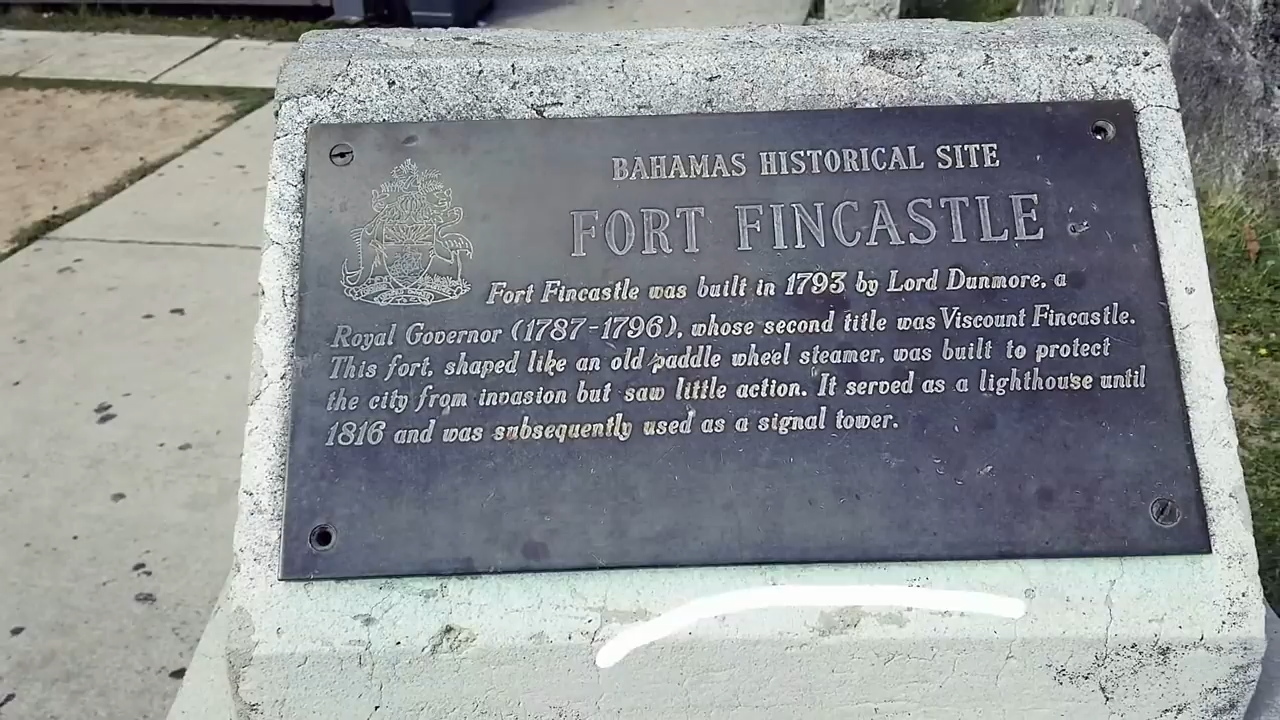 BAHAMAS HISTORICAL SITE
FORT FINCASTLE
Fort Fincastle was built in 1793 by Lord Dunmore, a
Royal Governor (1787-1796), whose second title was Viscount Fincastle.
This fort, shaped like an old paddle wheel steamer, was built to protect
the city from invasion but saw little action. It served as a lighthouse until
1816 and was subsequently used as a signal tower.